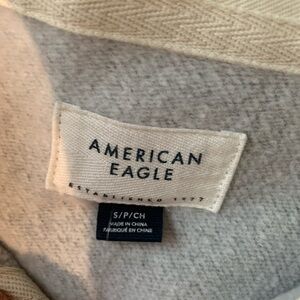 AMERICAN
EAGLE
ESTABLISHED 1977
S/P/CH
MADE IN CHINA
FABRIQUÉ EN CHINE